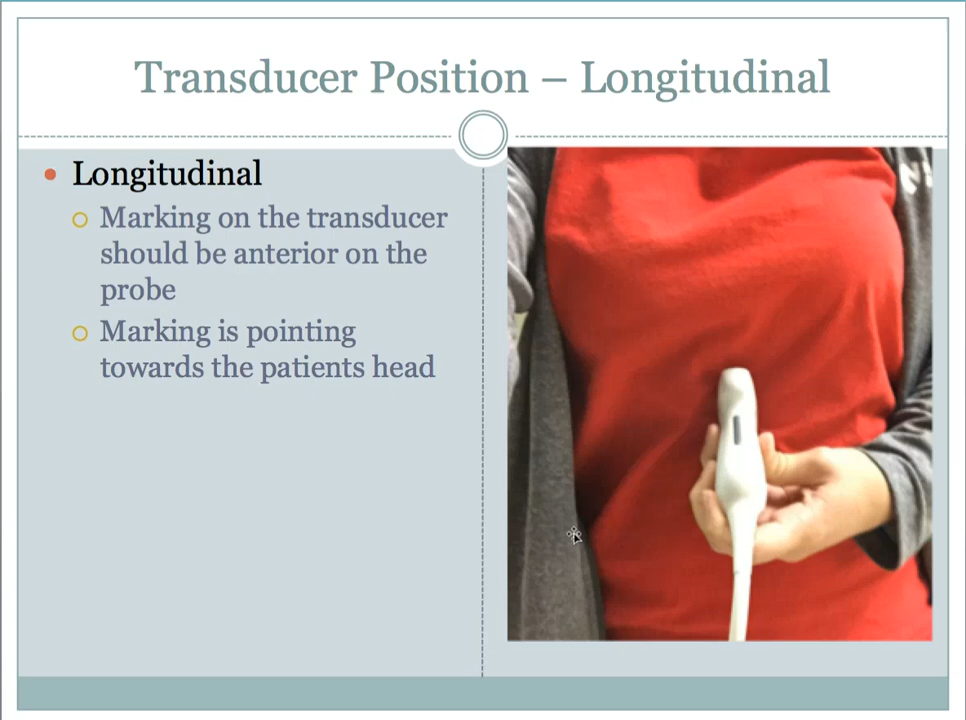 Transducer Position – Longitudinal
Longitudinal
Marking on the transducer
should be anterior on the
probe
Marking is pointing
towards the patients head